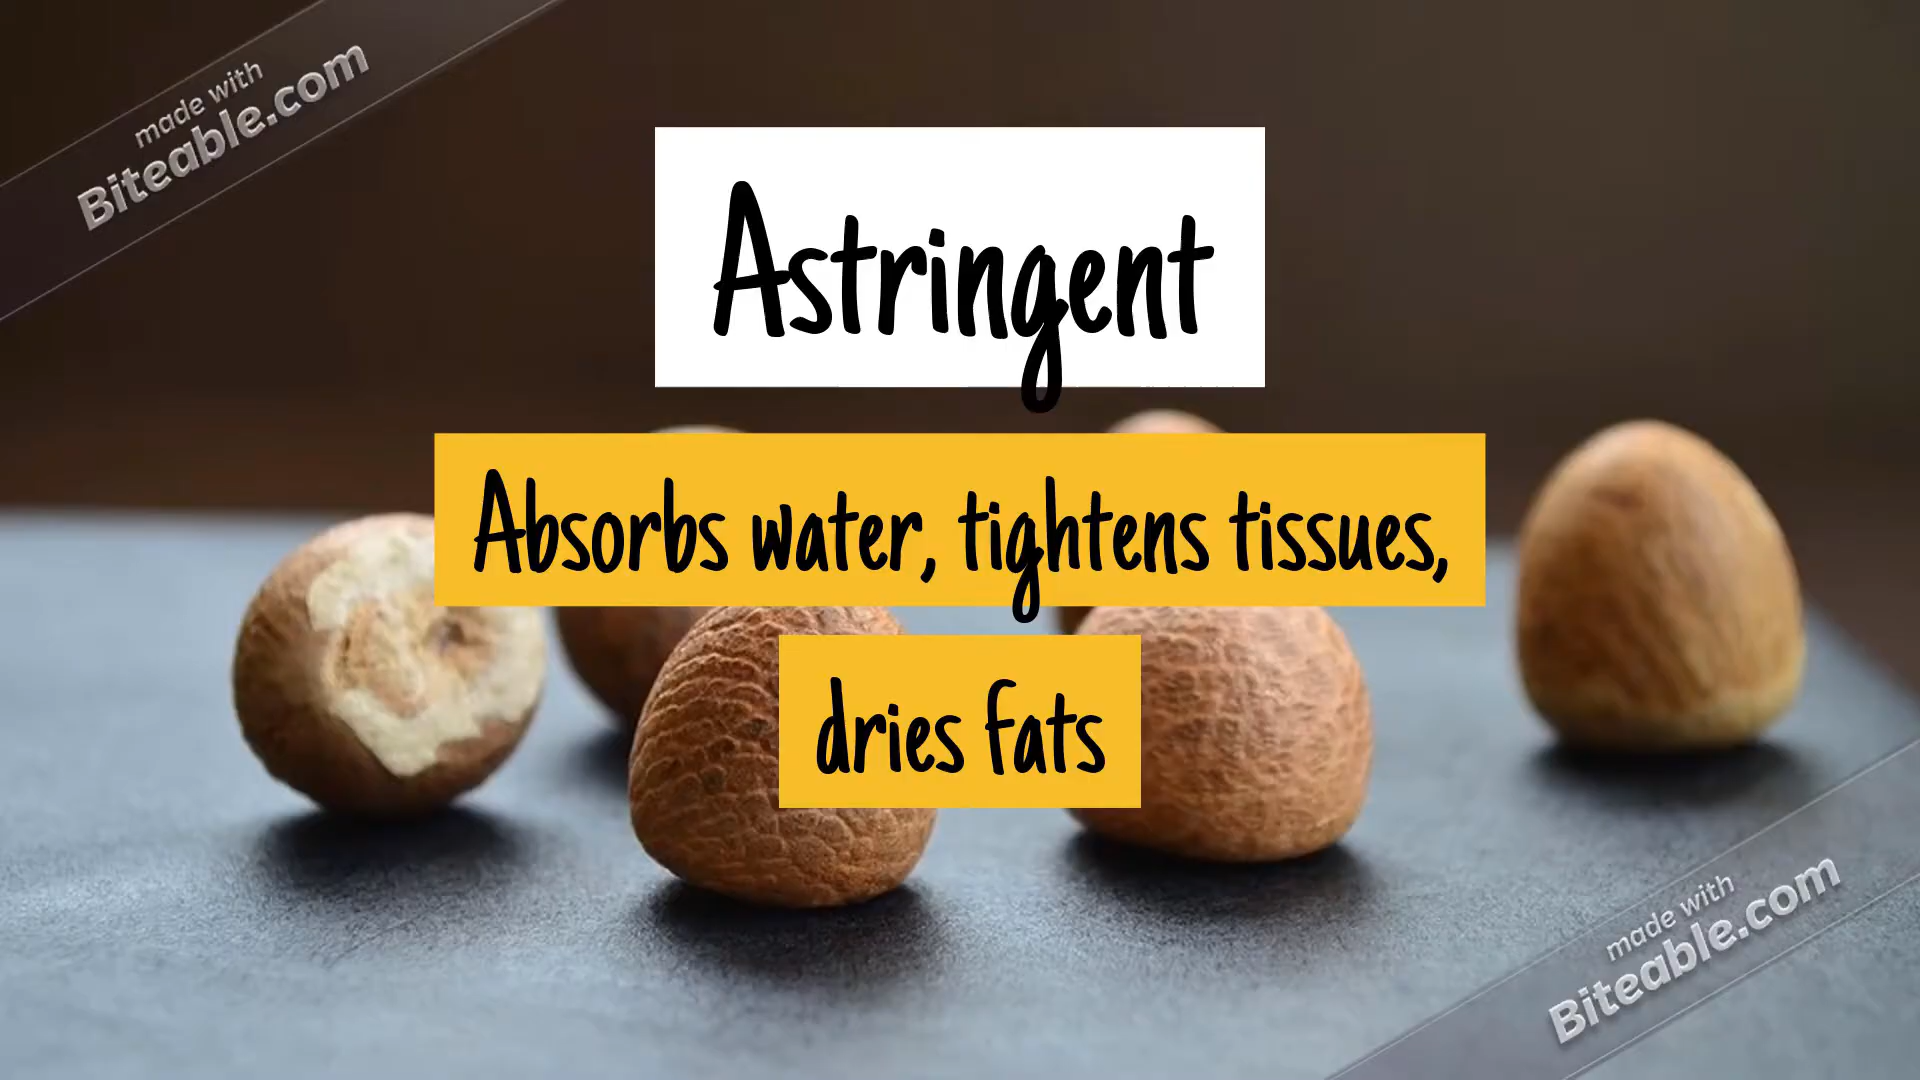 made with
Biteable.com
Astringent
Absorbs water, tightens tissues,
dries fats
made with
Biteable.com